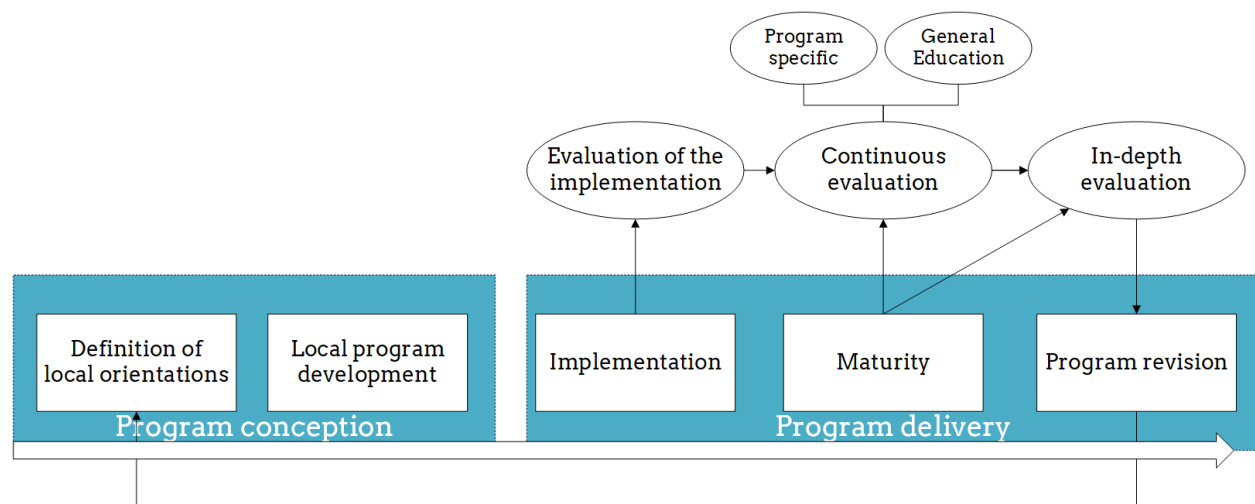 Program
specific
General
Education
Evaluation of the
implementation
Continuous
evaluation
In-depth
evaluation
Definition of
local orientations
Local program
development
Implementation
Maturity
Program revision
Program conception
Program delivery